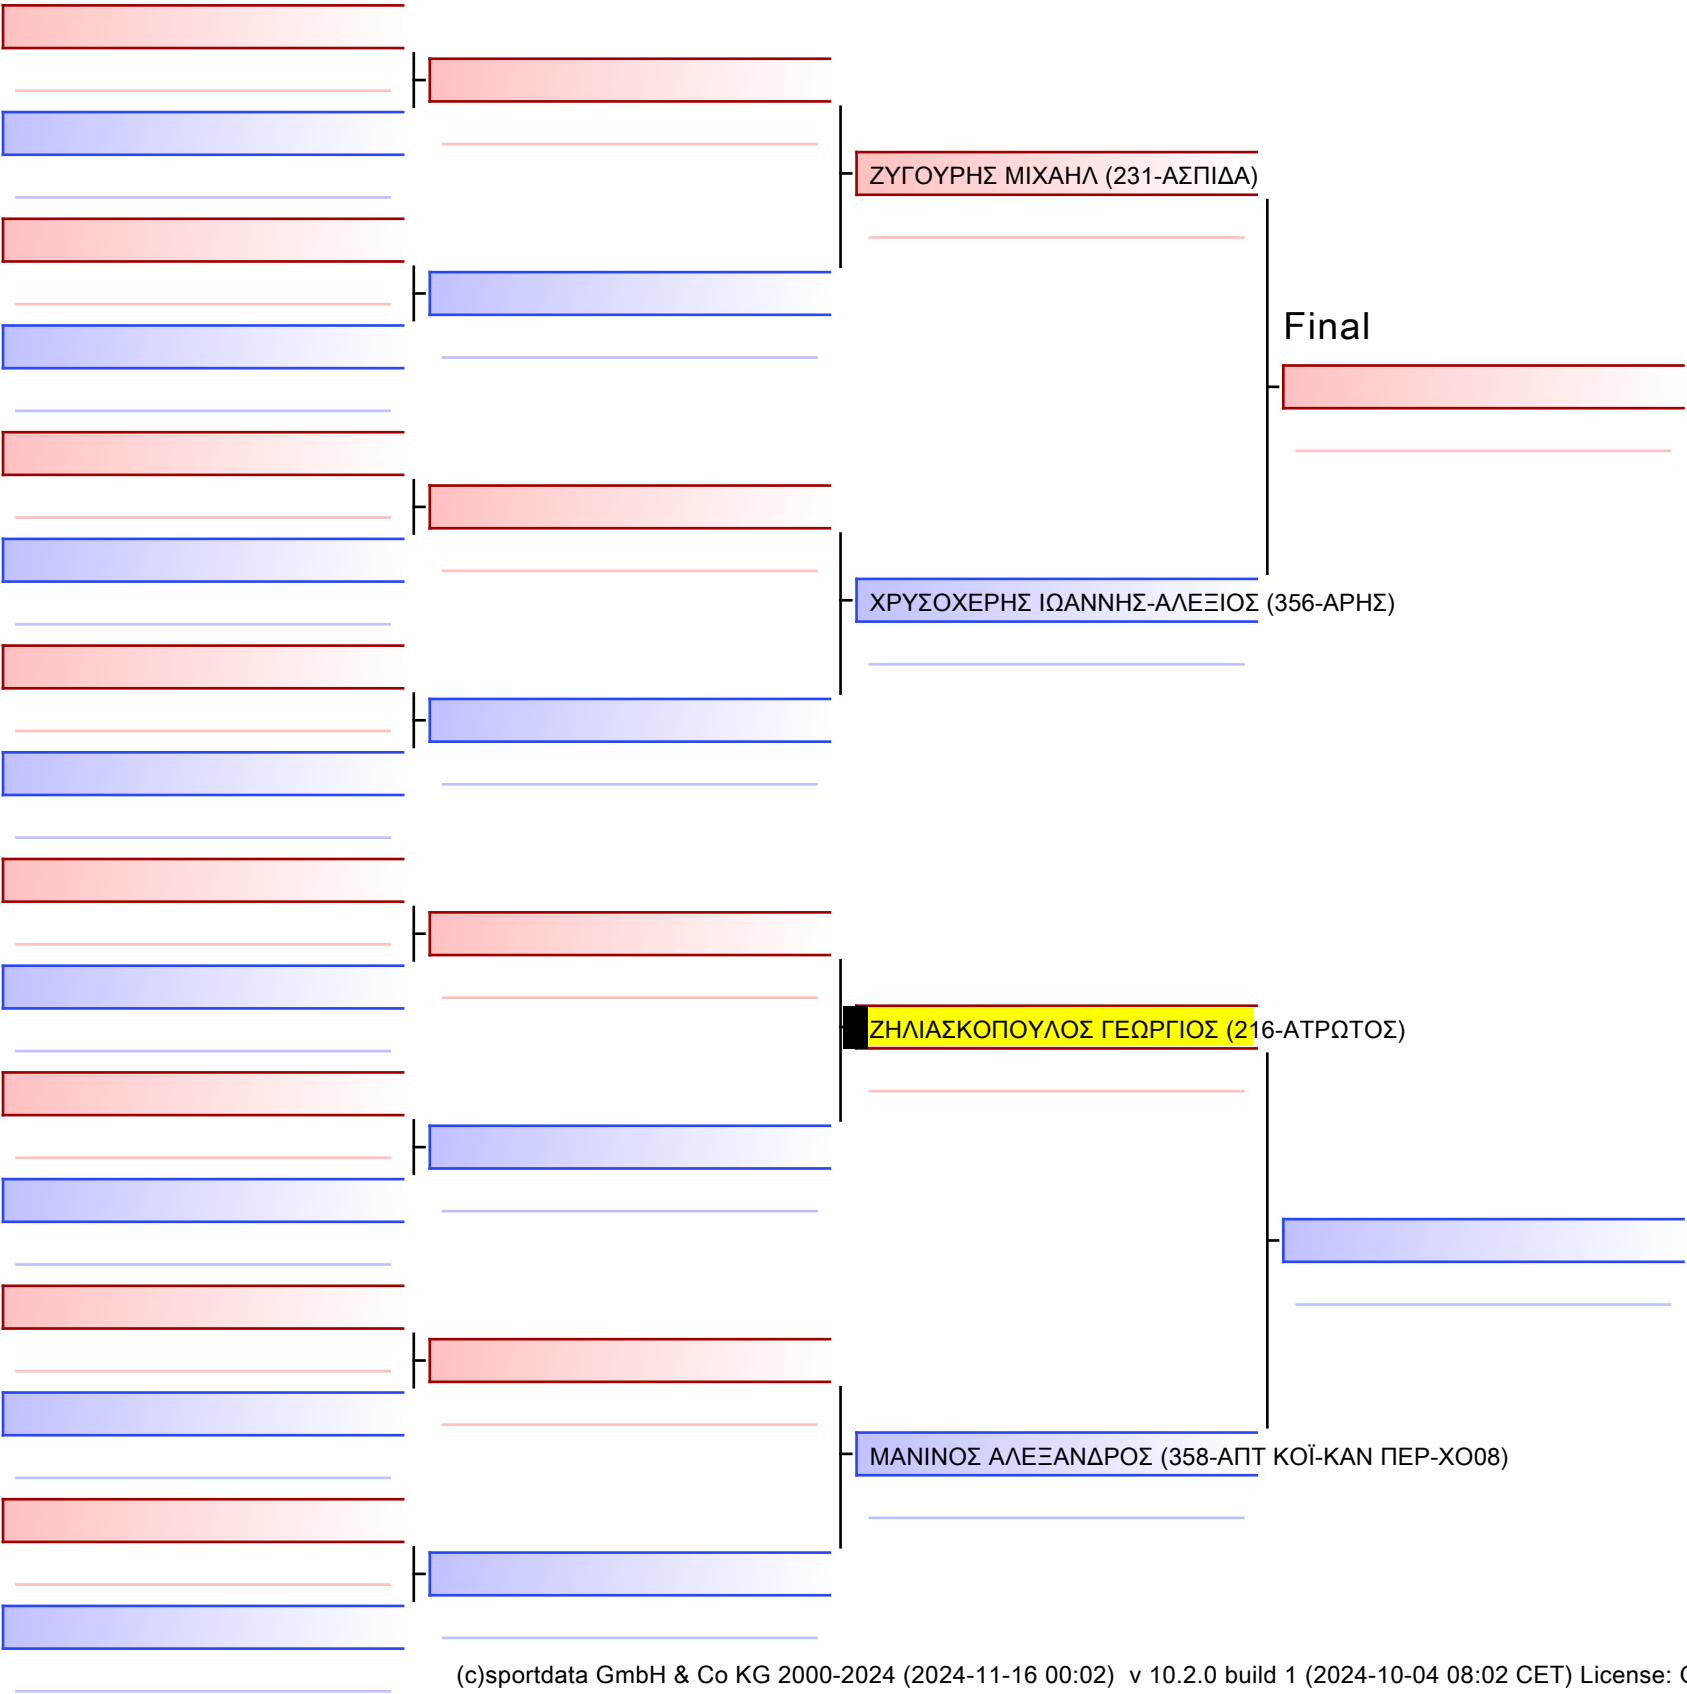 ΖΥΓΟΥΡΗΣ ΜΙΧΑΗΛ (231-ΑΣΠΙΔΑ)
Final
ΧΡΥΣΟΧΕΡΗΣ ΙΩΑΝΝΗΣ-ΑΛΕΞΙΟΣ (356-ΑΡΗΣ)
ΖΗΛΙΑΣΚΟΠΟΥΛΟΣ ΓΕΩΡΓΙΟΣ (216-ΑΤΡΩΤΟΣ)
ΜΑΝΙΝΟΣ ΑΛΕΞΑΝΔΡΟΣ (358-ΑΠΤ ΚΟΪ-ΚΑΝ ΠΕΡ-ΧΟ08)
(c)sportdata GmbH & Co KG 2000-2024 (2024-11-16 00:02) v 10.2.0 build 1 (2024-10-04 08:02 CET) License: